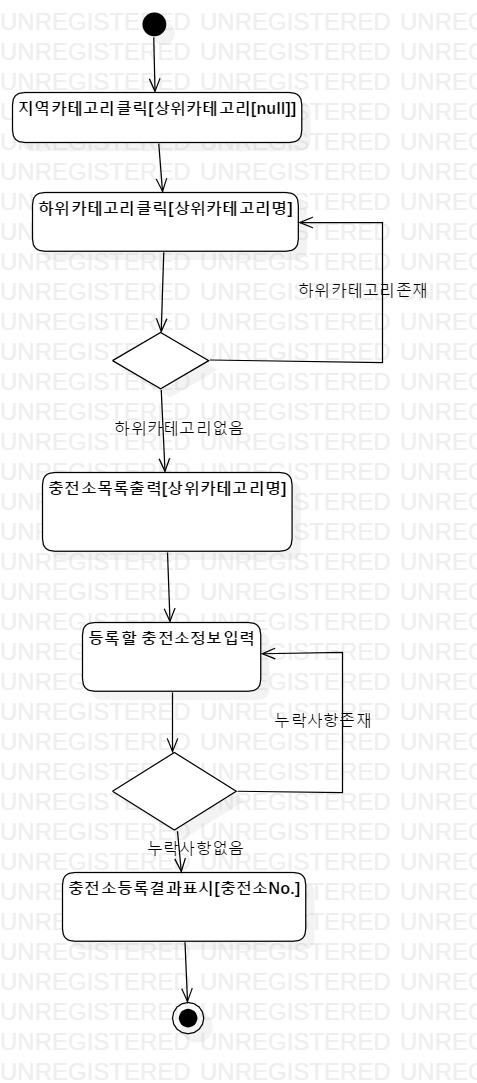 지역카테고리클릭[상위카테고리[null]]
하위카테고리클릭[상위카테고리명]
하위카테고리존재
하위카테고리없음
충전소목록출력[상위카테고리명]
등록할 충전소정보입력
누락사항존재
누락사항없음
충전소등록결과표시[충전소No.]
UNREGISTERED